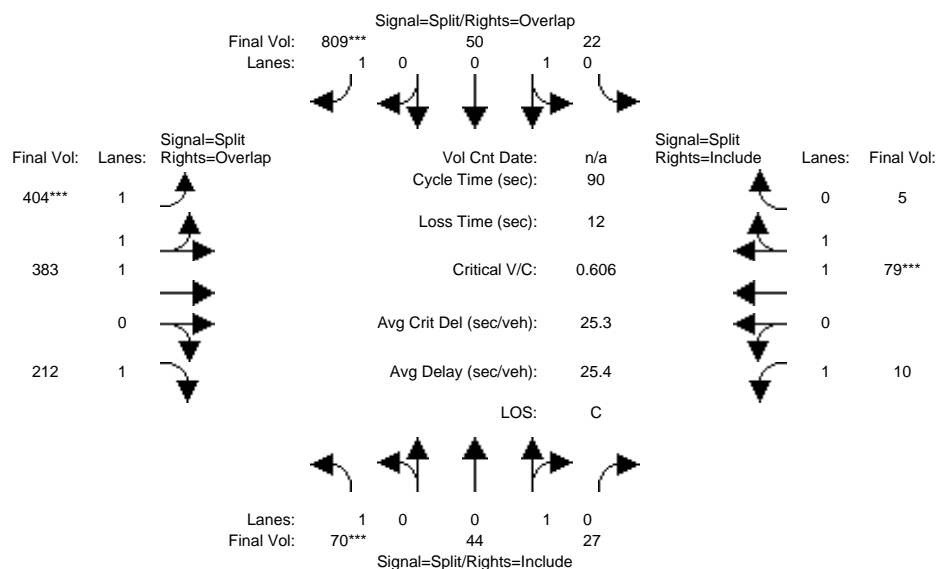 Signal=Split/Rights=Overlap
Final Vol: 809*** 50 22
Lanes: 1 0 0 1 0
Signal=Split
Final Vol: Lanes: Rights=Overlap
Vol Cnt Date: n/a
Signal=Split
Rights=Include Lanes: Final Vol:
Cycle Time (sec): 90
404*** 1
0 5
Loss Time (sec): 12
1
1
383 1
Critical V/C: 0.606
1 79***
0
Avg Crit Del (sec/veh): 25.3
0
212 1
Avg Delay (sec/veh): 25.4
1 10
LOS: C
Lanes: 1 0 0 1 0
Final Vol: 70*** 44 27
Signal=Split/Rights=Include